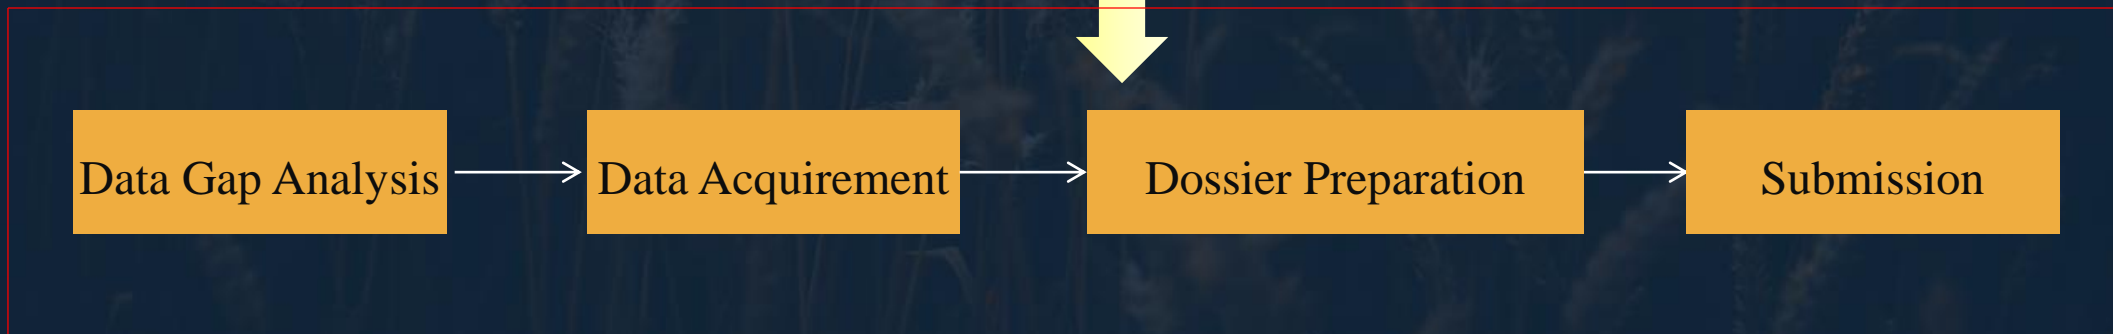 Data Gap Analysis
Data Acquirement
Dossier Preparation
Submission